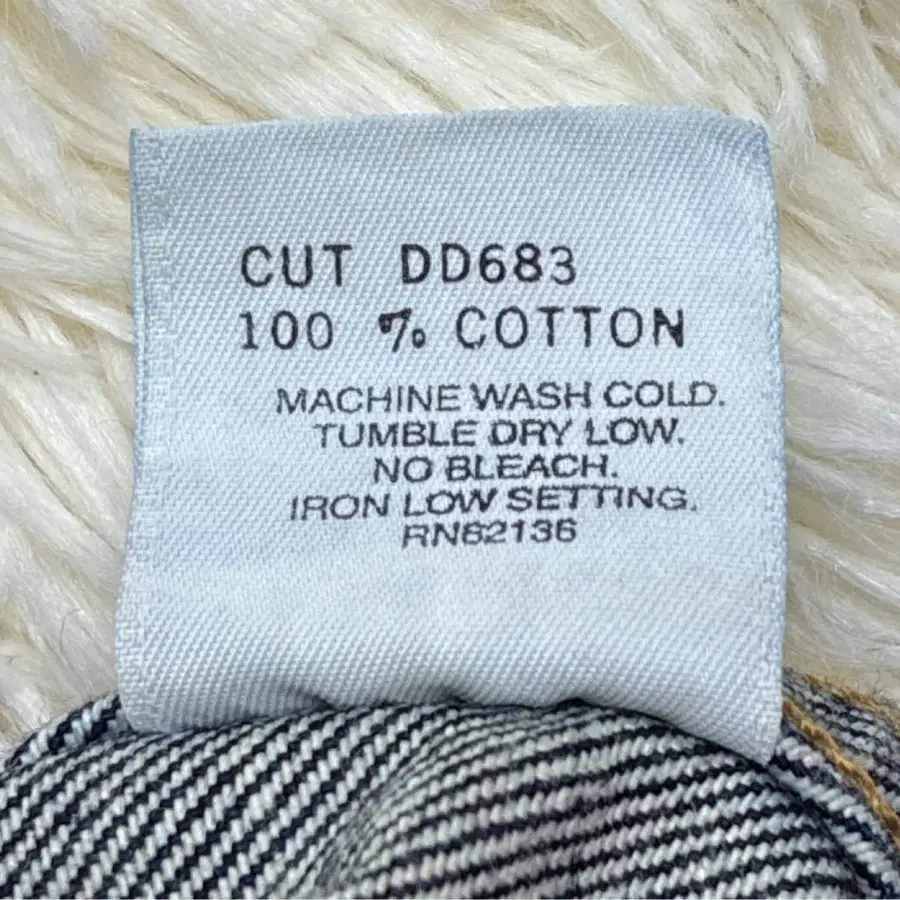 CUT DD683
100 % COTTON
MACHINE WASH COLD.
TUMBLE DRY LOW.
NO BLEACH.
IRON LOW SETTING.
RN62136